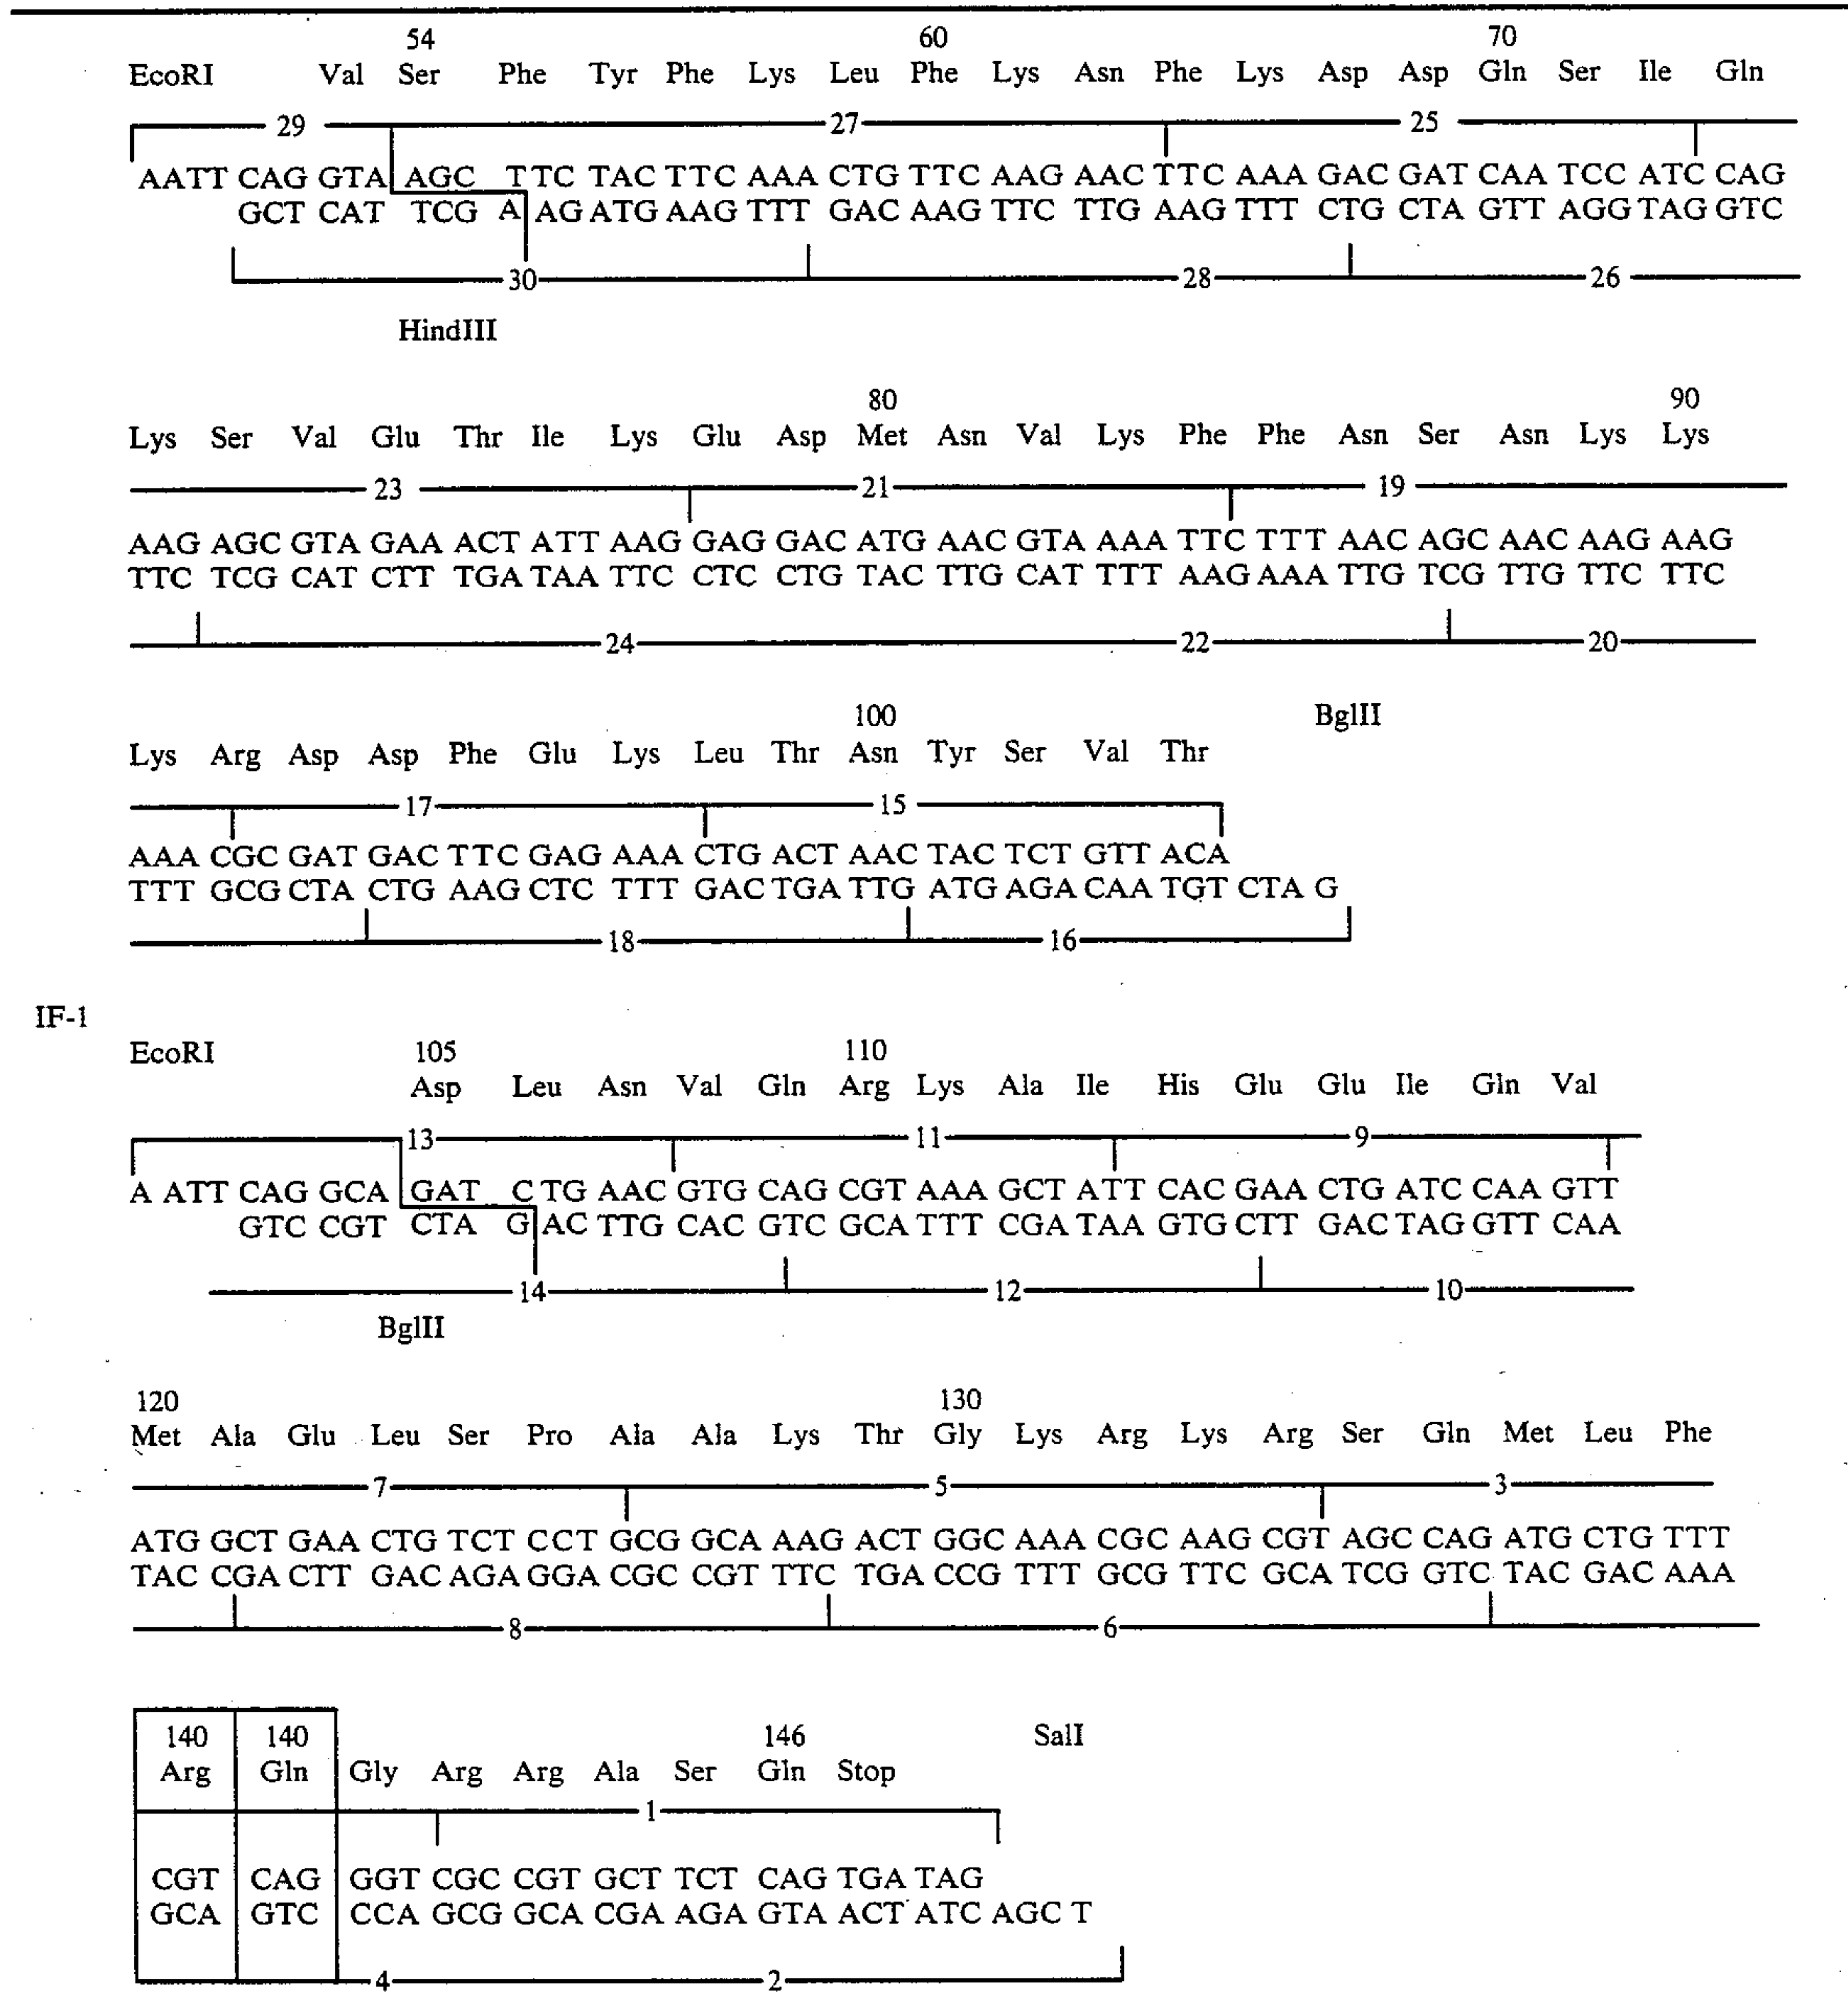 54 60 70
EcoRI Val Ser Phe Tyr Phe Lys Leu Phe Lys Asn Phe Lys Asp Asp Gln Ser Ile Gln
29 27 25
AATT CAG GTA AGC TTC TAC TTC AAA CTG TTC AAG AAC TTC AAA GAC GAT CAA TCC ATC CAG
GCT CAT TCG A AG ATG AAG TTT GAC AAG TTC TTG AAG TTT CTG CTA GTT AGG TAG GTC
30 28 26
HindIII
80 90
Lys Ser Val Glu Thr Ile Lys Glu Asp Met Asn Val Lys Phe Phe Asn Ser Asn Lys Lys
23 21 19
AAG AGC GTA GAA ACT ATT AAG GAG GAC ATG AAC GTA AAA TTC TTT AAC AGC AAC AAG AAG
TTC TCG CAT CTT TGA TAA TTC CTC CTG TAC TTG CAT TTT AAG AAA TTG TCG TTG TTC TTC
24 22 20
100 BglII
Lys Arg Asp Asp Phe Glu Lys Leu Thr Asn Tyr Ser Val Thr
17 15
AAA CGC GAT GAC TTC GAG AAA CTG ACT AAC TAC TCT GTT ACA
TTT GCG CTA CTG AAG CTC TTT GAC TGA TTG ATG AGA CAA TGT CTA G
18 16
IF-1
EcoRI 105 110
Asp Leu Asn Val Gln Arg Lys Ala Ile His Glu Glu Ile Gln Val
13 11 9
A ATT CAG GCA GAT CTG AAC GTG CAG CGT AAA GCT ATT CAC GAA CTG ATC CAA GTT
GTC CGT CTA G AC TTG CAC GTC GCA TTT CGA TAA GTG CTT GAC TAG GTT CAA
14 12 10
BglII
120 130
Met Ala Glu Leu Ser Pro Ala Ala Lys Thr Gly Lys Arg Lys Arg Ser Gln Met Leu Phe
7 5 3
ATG GCT GAA CTG TCT CCT GCG GCA AAG ACT GGC AAA CGC AAG CGT AGC CAG ATG CTG TTT
TAC CGA CTT GAC AGA GGA CGC CGT TTC TGA CCG TTT GCG TTC GCA TCG GTC TAC GAC AAA
8 6
140 140 146 SalI
Arg Gln Gly Arg Arg Ala Ser Gln Stop
1
CGT CAG GGT CGC CGT GCT TCT CAG TGA TAG
GCA GTC CCA GCG GCA CGA AGA GTA ACT ATC AGC T
4 2